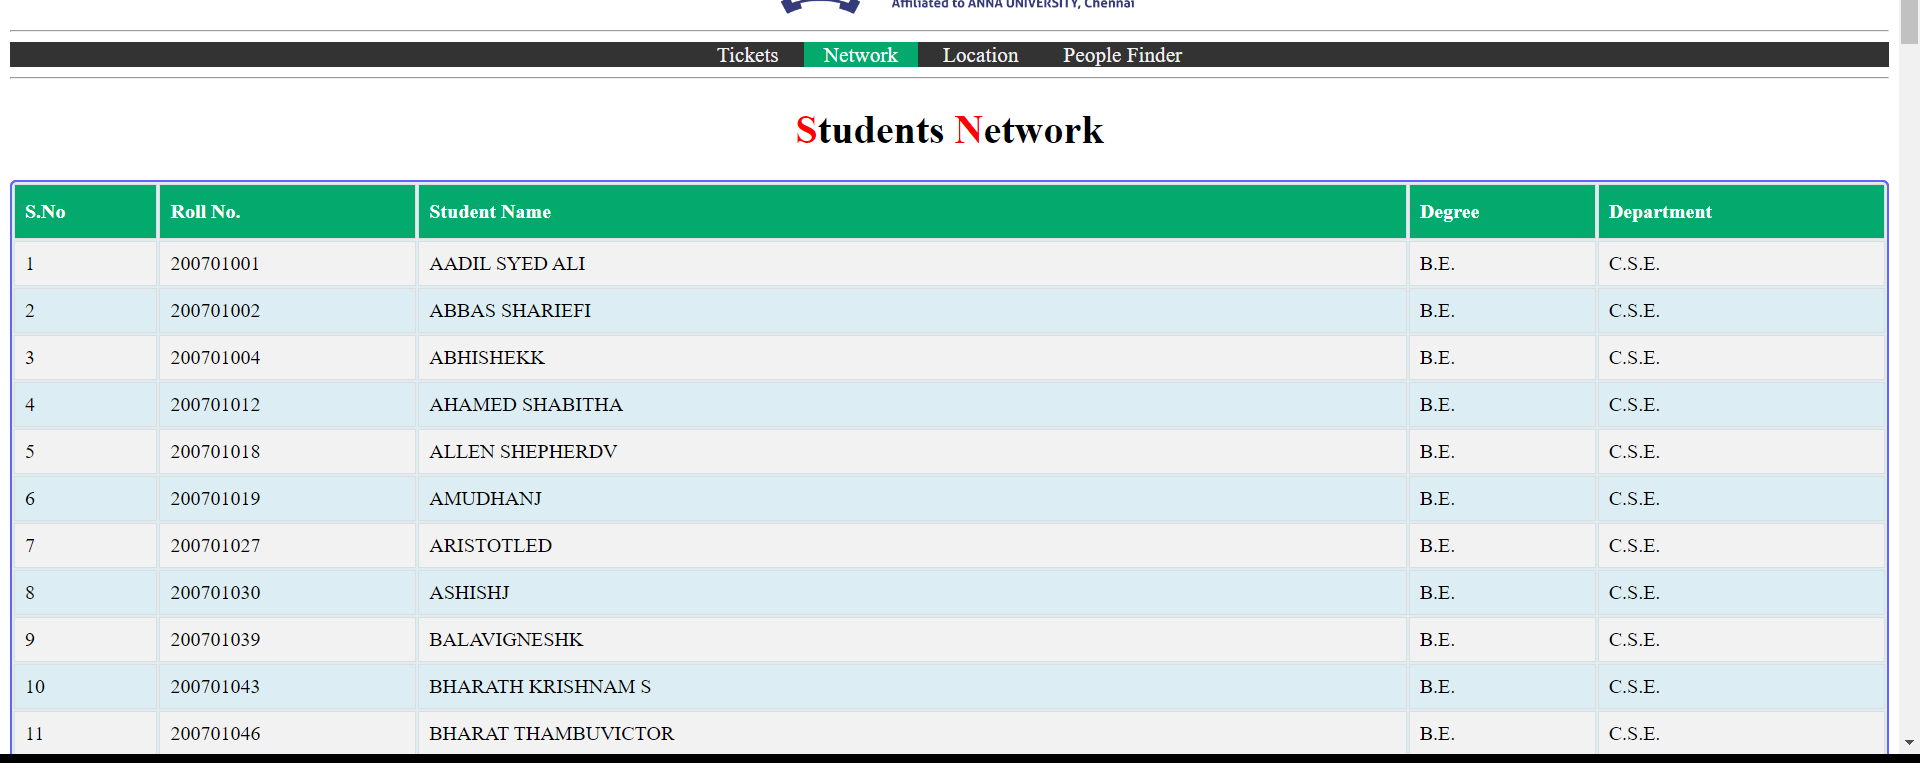 Affiliated to ANNA UNIVERSITY, Chennai
Tickets Network Location People Finder
Students Network
S.No Roll No. Student Name Degree Department
1 200701001 AADIL SYED ALI B.E. C.S.E.
2 200701002 ABBAS SHARIEFI B.E. C.S.E.
3 200701004 ABHISHEKK B.E. C.S.E.
4 200701012 AHAMED SHABITHA B.E. C.S.E.
5 200701018 ALLEN SHEPHERDV B.E. C.S.E.
6 200701019 AMUDHANJ B.E. C.S.E.
7 200701027 ARISTOTLED B.E. C.S.E.
8 200701030 ASHISHJ B.E. C.S.E.
9 200701039 BALAVIGNESHK B.E. C.S.E.
10 200701043 BHARATH KRISHNAM S B.E. C.S.E.
11 200701046 BHARAT THAMBUVICTOR B.E. C.S.E.